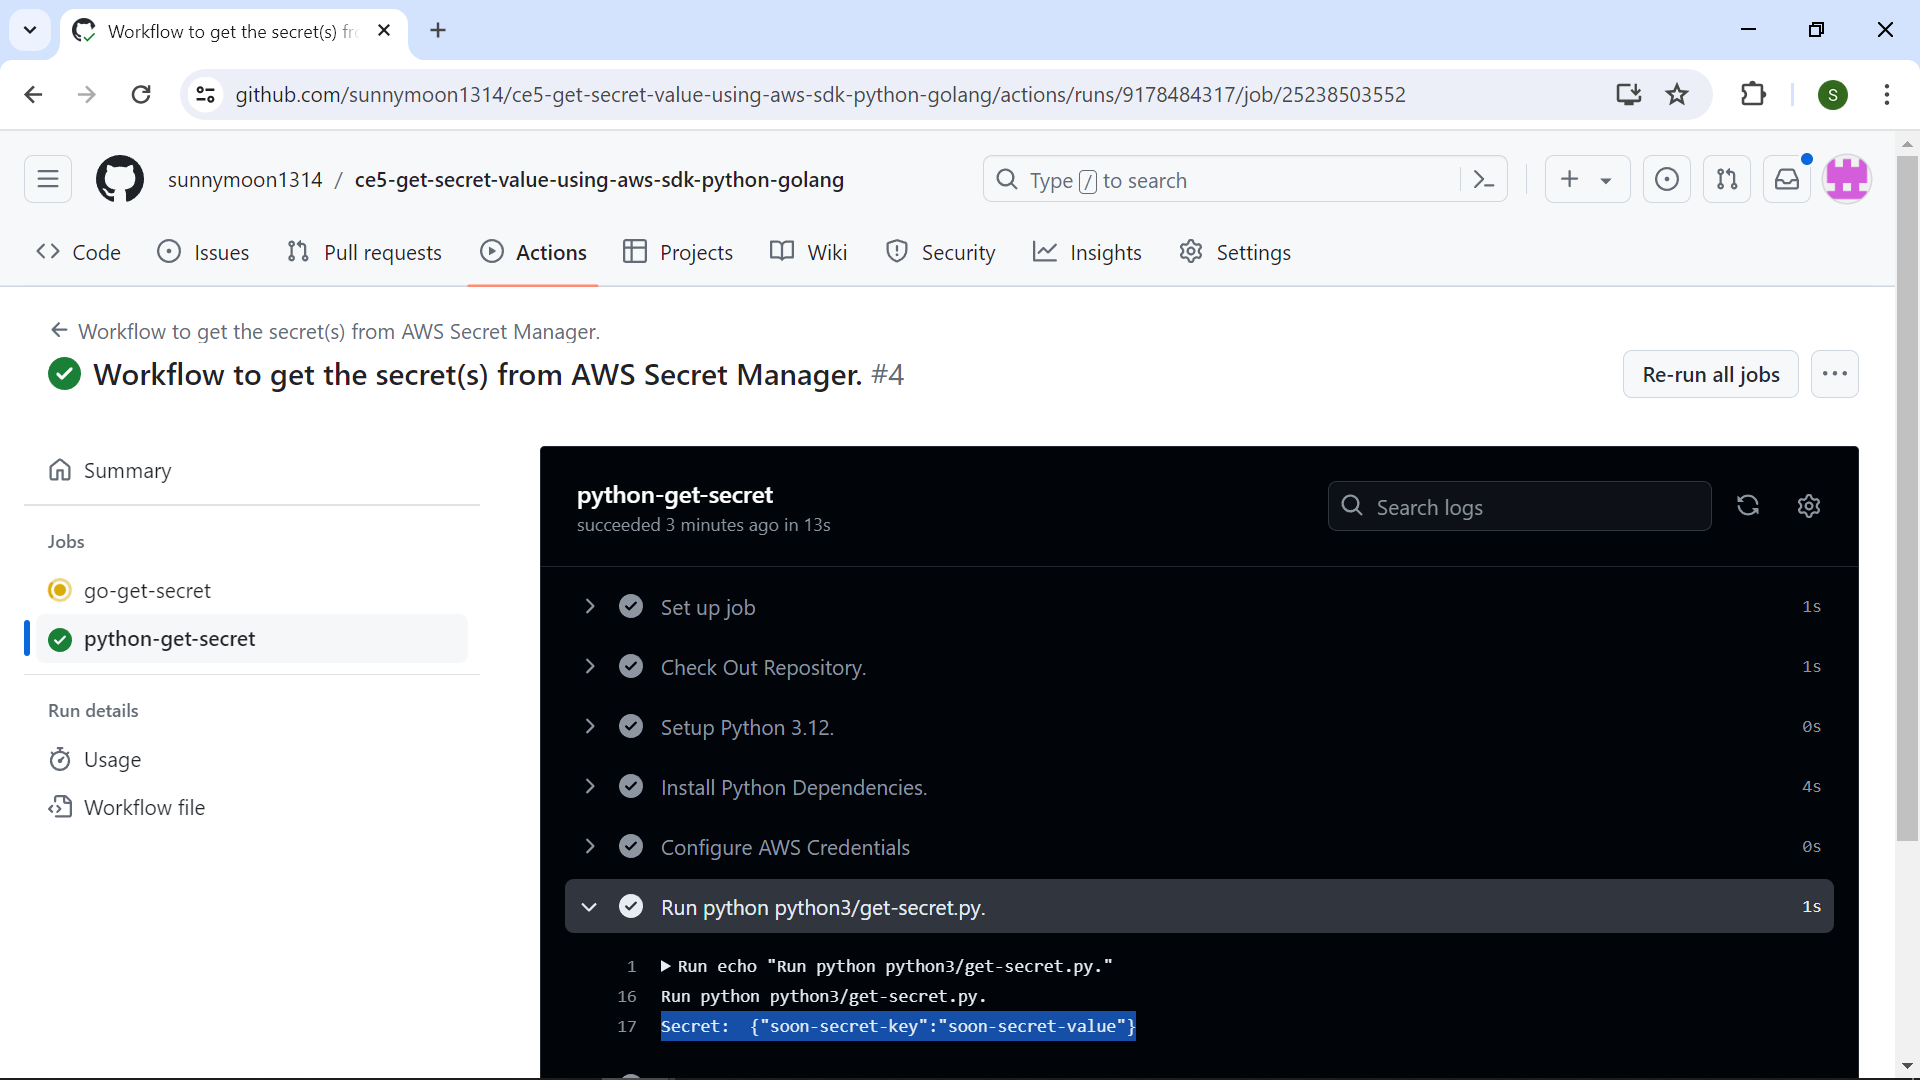 Workflow to get the secret(s) fr
github.com/sunnymoon1314/ce5-get-secret-value-using-aws-sdk-python-golang/actions/runs/9178484317/job/25238503552
S
sunnymoon1314 / ce5-get-secret-value-using-aws-sdk-python-golang
Type / to search
Code Issues Pull requests Actions Projects Wiki Security Insights Settings
Workflow to get the secret(s) from AWS Secret Manager.
Workflow to get the secret(s) from AWS Secret Manager. #4
Re-run all jobs
Summary
Jobs
go-get-secret
python-get-secret
Run details
Usage
Workflow file
python-get-secret
succeeded 3 minutes ago in 13s
Search logs
Set up job 1s
Check Out Repository. 1s
Setup Python 3.12. 0s
Install Python Dependencies. 4s
Configure AWS Credentials 0s
Run python python3/get-secret.py. 1s
1 Run echo "Run python python3/get-secret.py."
16 Run python python3/get-secret.py.
17 Secret:  {"soon-secret-key":"soon-secret-value"}